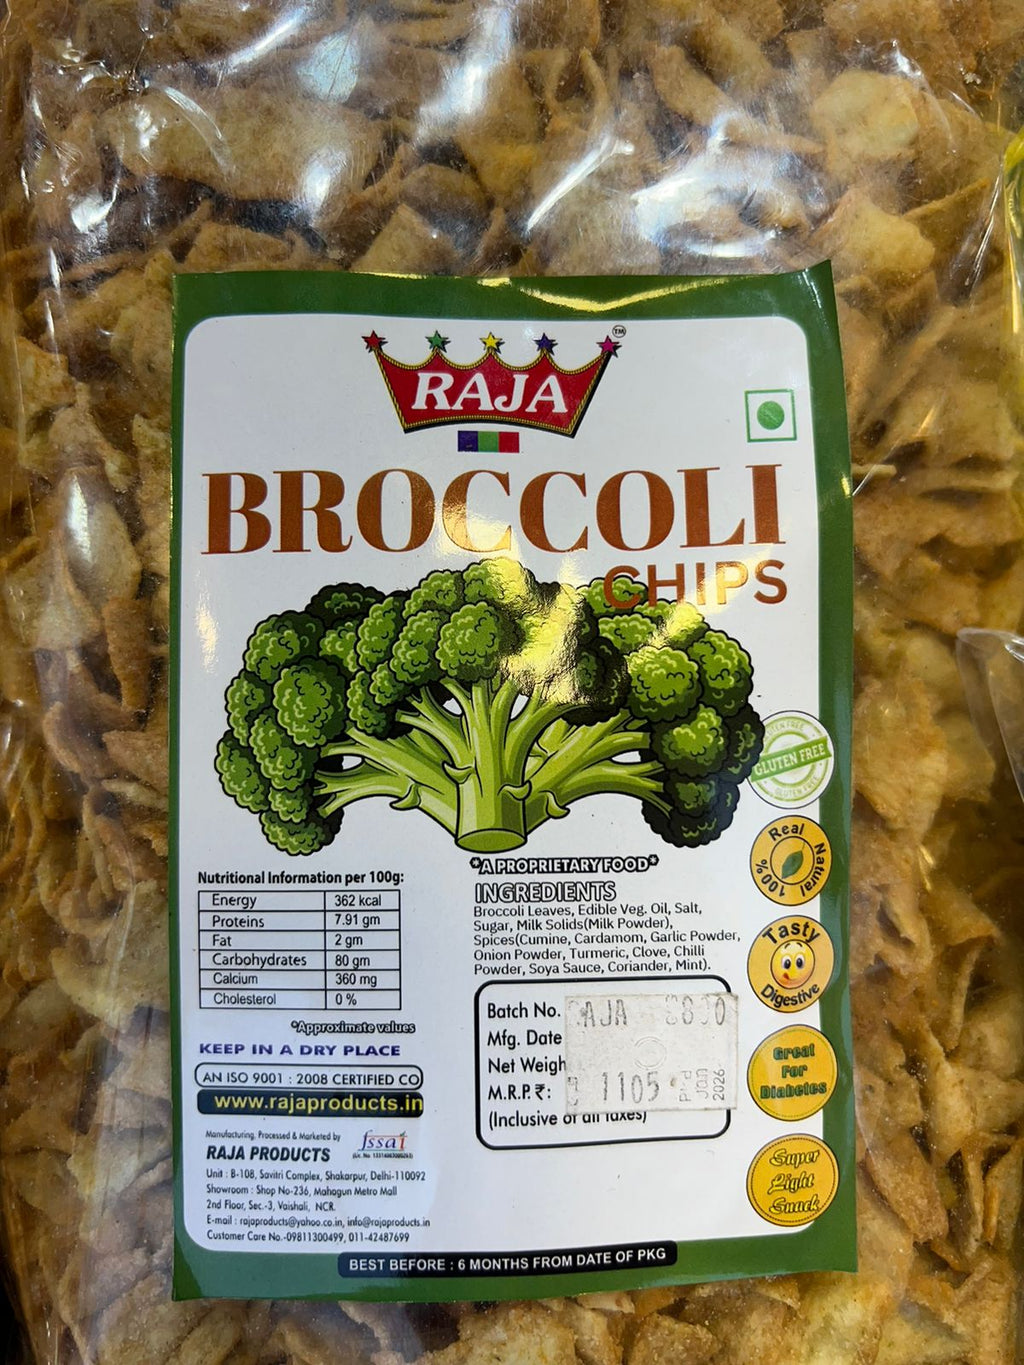 RAJA
TM
BROCCOLI
CHIPS
GLUTEN FREE
Real
Natural
100%
Tasty
Digestive
Great
For
Diabetes
Super
Light
Snack
Nutritional Information per 100g:
Energy 362 kcal
Proteins 7.91 gm
Fat 2 gm
Carbohydrates 80 gm
Calcium 360 mg
Cholesterol 0 %
*Approximate values
KEEP IN A DRY PLACE
AN ISO 9001 : 2008 CERTIFIED CO
www.rajaproducts.in
Manufacturing, Processed & Marketed by
RAJA PRODUCTS
fssai
Unit : B-108, Savitri Complex, Shakarpur, Delhi-110092
Showroom : Shop No-236, Mahagun Metro Mall
2nd Floor, Sec.-3, Vaishali, NCR.
E-mail : rajaproducts@yahoo.co.in, info@rajaproducts.in
Customer Care No.-09811300499, 011-42487699
*A PROPRIETARY FOOD*
INGREDIENTS
Broccoli Leaves, Edible Veg. Oil, Salt,
Sugar, Milk Solids(Milk Powder),
Spices(Cumine, Cardamom, Garlic Powder,
Onion Powder, Turmeric, Clove, Chilli
Powder, Soya Sauce, Coriander, Mint).
Batch No.
Mfg. Date
Net Weigh
M.R.P. ₹:
(Inclusive of all Taxes)
AJA
1105
Pkd
Jan
2026
BEST BEFORE : 6 MONTHS FROM DATE OF PKG